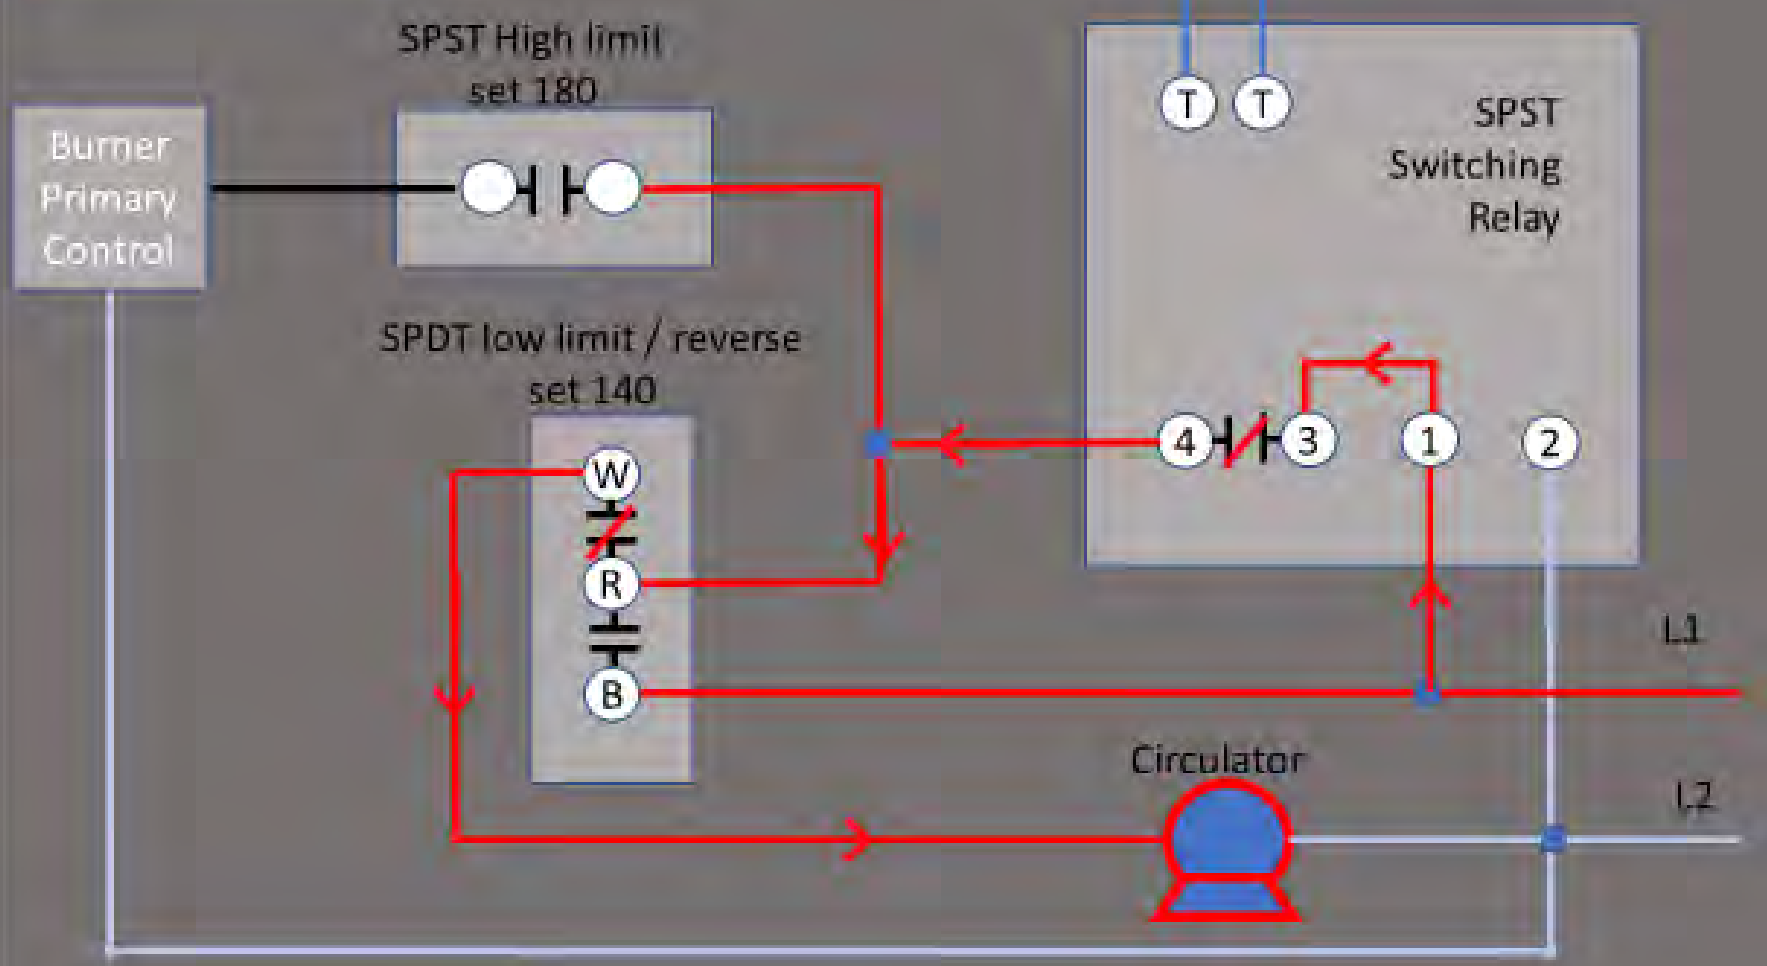 SPST High limit
set 180
T T
SPST
Switching
Relay
Burner
Primary
Control
SPDT low limit / reverse
set 140
4 3 1 2
W
R
B
L1
Circulator
L2